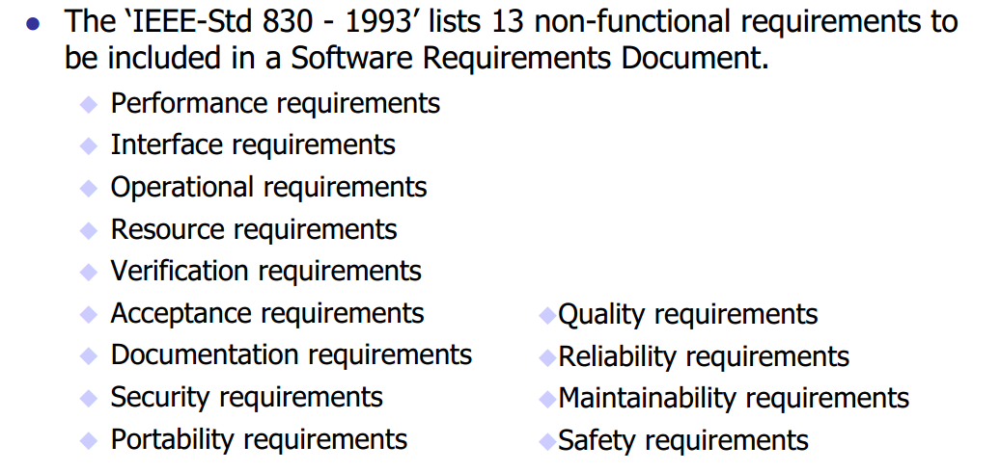 The ‘IEEE-Std 830 - 1993’ lists 13 non-functional requirements to
be included in a Software Requirements Document.
Performance requirements
Interface requirements
Operational requirements
Resource requirements
Verification requirements
Acceptance requirements
Documentation requirements
Security requirements
Portability requirements
Quality requirements
Reliability requirements
Maintainability requirements
Safety requirements